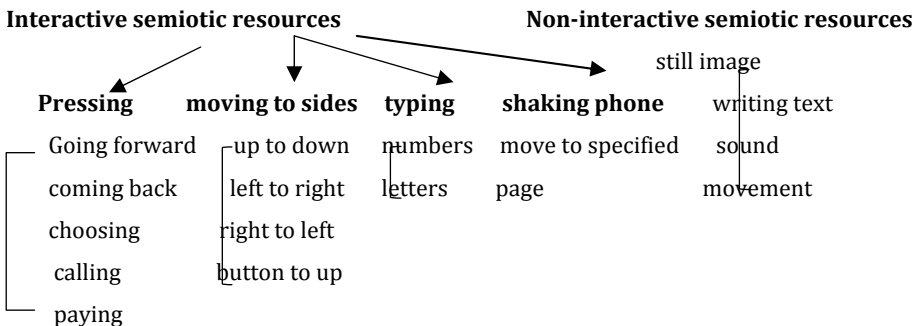 Interactive semiotic resources Non-interactive semiotic resources
still image
Pressing moving to sides typing shaking phone writing text
Going forward up to down numbers move to specified sound
coming back left to right letters page movement
choosing right to left
calling button to up
paying